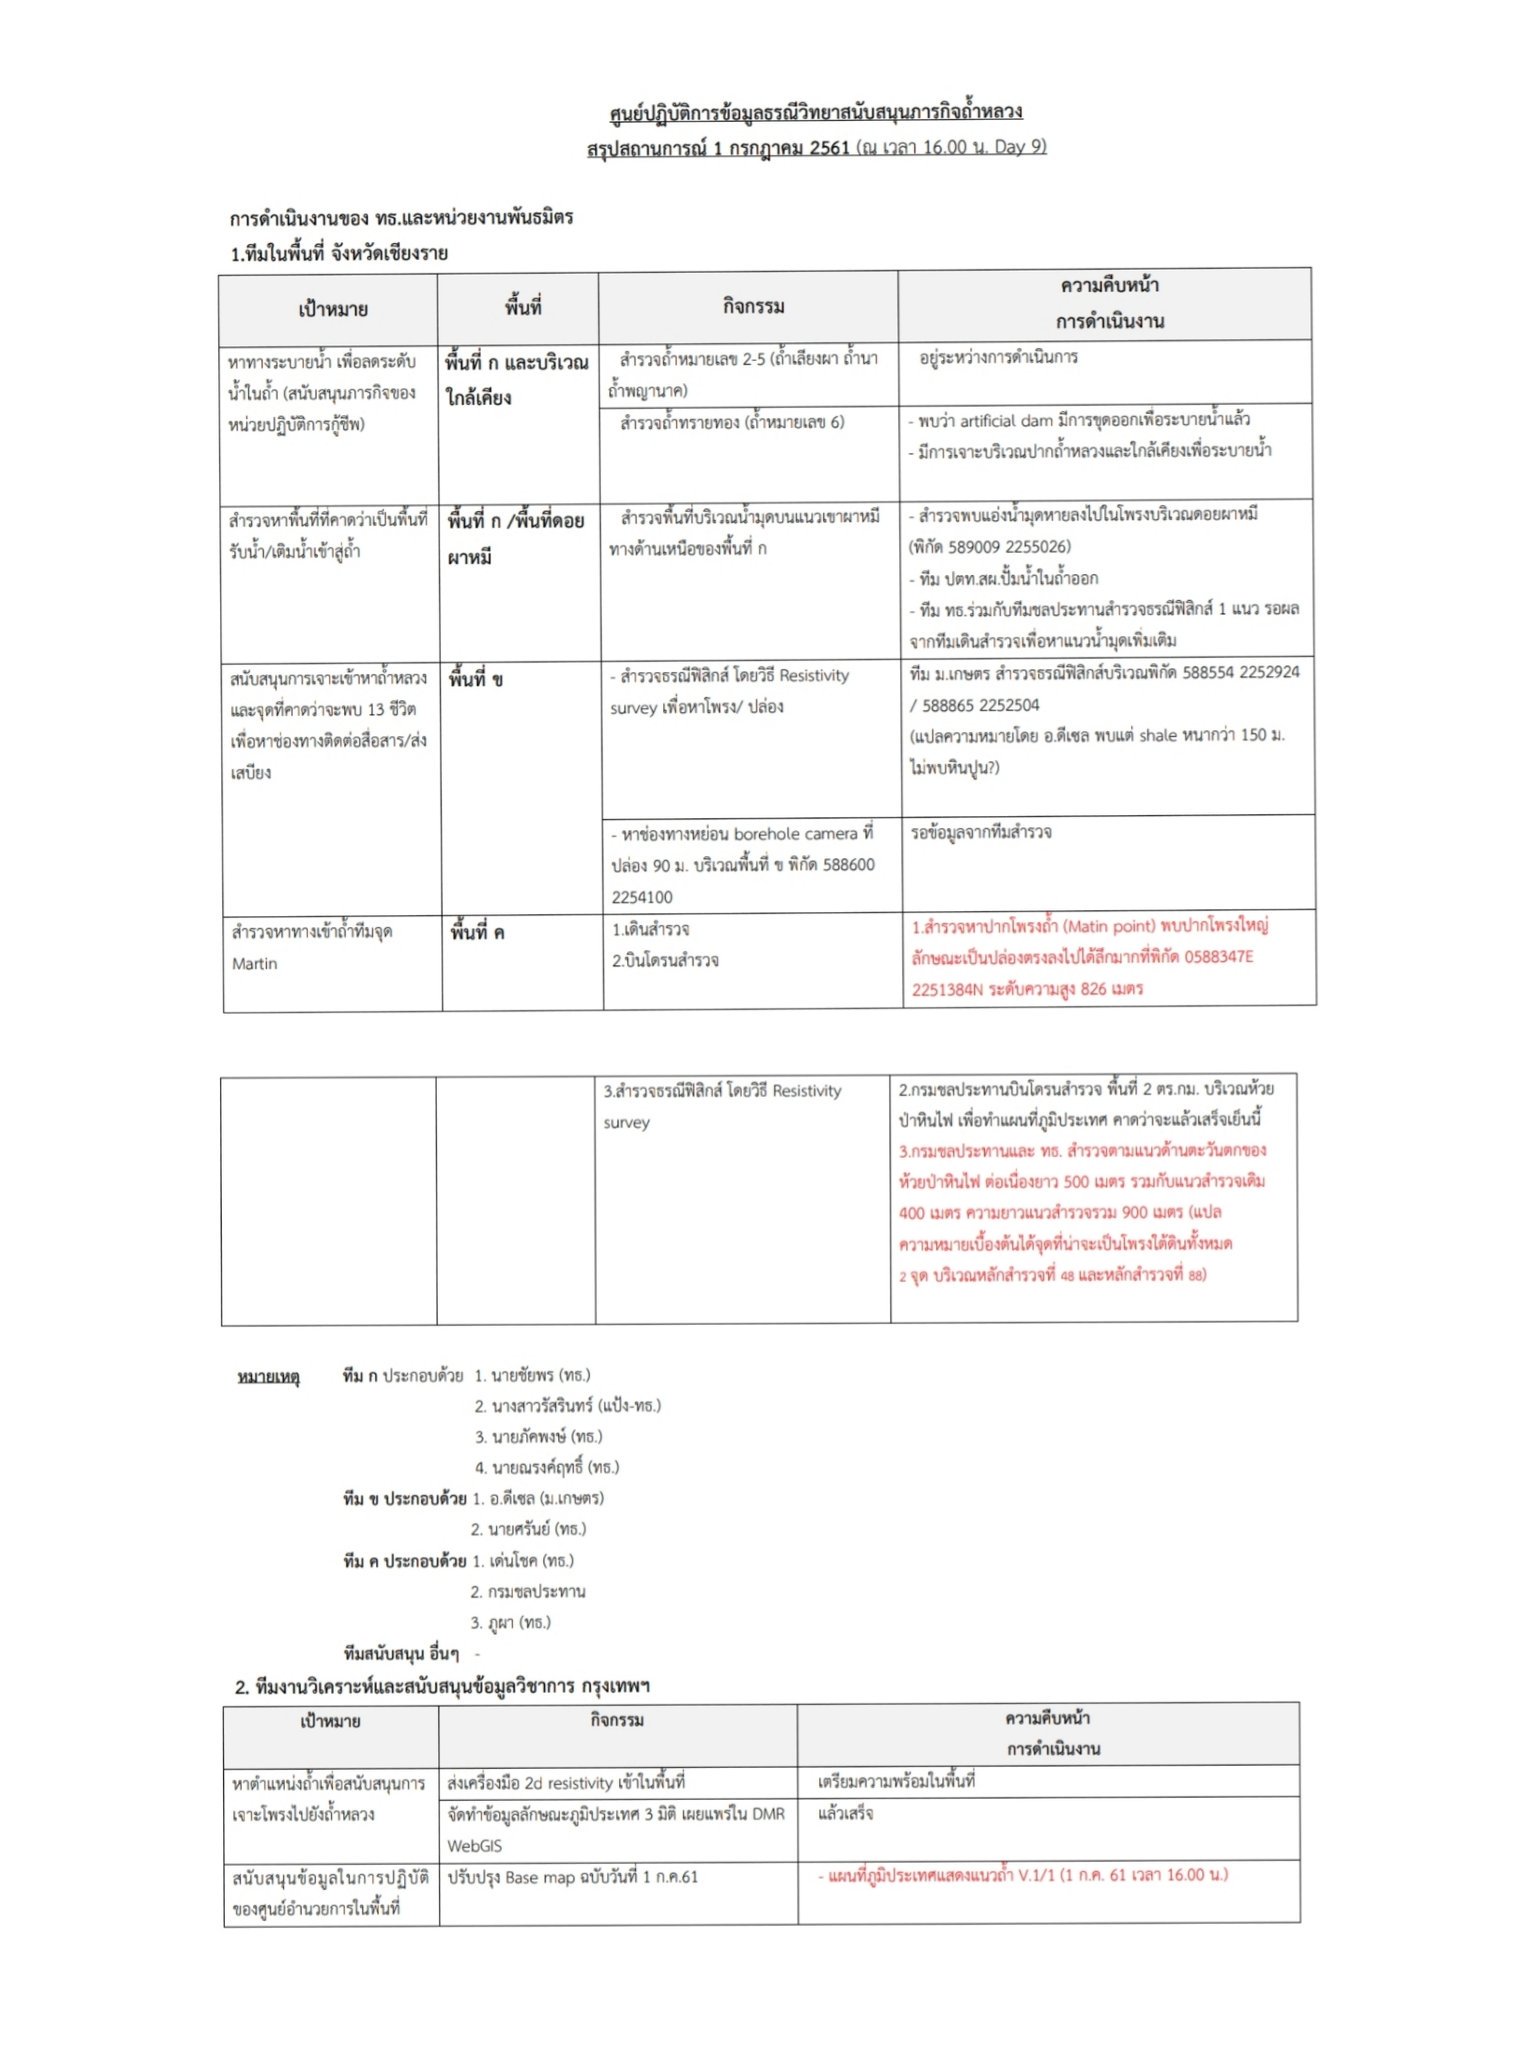 ศูนย์ปฏิบัติการข้อมูลธรณีวิทยาสนับสนุนภารกิจถ้ำหลวง
สรุปสถานการณ์ 1 กรกฎาคม 2561 (ณ เวลา 16.00 น. Day 9)
การดำเนินงานของ ทธ.และหน่วยงานพันธมิตร
1.ทีมในพื้นที่ จังหวัดเชียงราย
เป้าหมาย
พื้นที่
กิจกรรม
ความคืบหน้า
การดำเนินงาน
หาทางระบายน้ำ เพื่อลดระดับ
น้ำในถ้ำ (สนับสนุนภารกิจของ
หน่วยปฏิบัติการกู้ชีพ)
พื้นที่ ก และบริเวณ
ใกล้เคียง
สำรวจถ้ำหมายเลข 2-5 (ถ้ำเลียงผา ถ้ำนา
ถ้ำพญานาค)
อยู่ระหว่างการดำเนินการ
สำรวจถ้ำทรายทอง (ถ้ำหมายเลข 6)
- พบว่า artificial dam มีการขุดออกเพื่อระบายน้ำแล้ว
- มีการเจาะบริเวณปากถ้ำหลวงและใกล้เคียงเพื่อระบายน้ำ
สำรวจหาพื้นที่ที่คาดว่าเป็นพื้นที่
รับน้ำ/เติมน้ำเข้าสู่ถ้ำ
พื้นที่ ก /พื้นที่ดอย
ผาหมี
สำรวจพื้นที่บริเวณน้ำมุดบนแนวเขาผาหมี
ทางด้านเหนือของพื้นที่ ก
- สำรวจพบแอ่งน้ำมุดหายลงไปในโพรงบริเวณดอยผาหมี
(พิกัด 589009 2255026)
- ทีม ปตท.สผ.ปั้มน้ำในถ้ำออก
- ทีม ทธ.ร่วมกับทีมชลประทานสำรวจธรณีฟิสิกส์ 1 แนว รอผล
จากทีมเดินสำรวจเพื่อหาแนวน้ำมุดเพิ่มเติม
สนับสนุนการเจาะเข้าหาถ้ำหลวง
และจุดที่คาดว่าจะพบ 13 ชีวิต
เพื่อหาช่องทางติดต่อสื่อสาร/ส่ง
เสบียง
พื้นที่ ข
- สำรวจธรณีฟิสิกส์ โดยวิธี Resistivity
survey เพื่อหาโพรง/ ปล่อง
ทีม ม.เกษตร สำรวจธรณีฟิสิกส์บริเวณพิกัด 588554 2252924
/ 588865 2252504
(แปลความหมายโดย อ.ดีเซล พบแต่ shale หนากว่า 150 ม.
ไม่พบหินปูน?)
- หาช่องทางหย่อน borehole camera ที่
ปล่อง 90 ม. บริเวณพื้นที่ ข พิกัด 588600
2254100
รอข้อมูลจากทีมสำรวจ
สำรวจหาทางเข้าถ้ำทีมจุด
Martin
พื้นที่ ค
1.เดินสำรวจ
2.บินโดรนสำรวจ
1.สำรวจหาปากโพรงถ้ำ (Matin point) พบปากโพรงใหญ่
ลักษณะเป็นปล่องตรงลงไปได้ลึกมากที่พิกัด 0588347E
2251384N ระดับความสูง 826 เมตร
3.สำรวจธรณีฟิสิกส์ โดยวิธี Resistivity
survey
2.กรมชลประทานบินโดรนสำรวจ พื้นที่ 2 ตร.กม. บริเวณห้วย
ป่าหินไฟ เพื่อทำแผนที่ภูมิประเทศ คาดว่าจะแล้วเสร็จเย็นนี้
3.กรมชลประทานและ ทธ. สำรวจตามแนวด้านตะวันตกของ
ห้วยป่าหินไฟ ต่อเนื่องยาว 500 เมตร รวมกับแนวสำรวจเดิม
400 เมตร ความยาวแนวสำรวจรวม 900 เมตร (แปล
ความหมายเบื้องต้นได้จุดที่น่าจะเป็นโพรงใต้ดินทั้งหมด
2 จุด บริเวณหลักสำรวจที่ 48 และหลักสำรวจที่ 88)
หมายเหตุ ทีม ก ประกอบด้วย 1. นายชัยพร (ทธ.)
2. นางสาวรัสรินทร์ (แป้ง-ทธ.)
3. นายภัคพงษ์ (ทธ.)
4. นายณรงค์ฤทธิ์ (ทธ.)
ทีม ข ประกอบด้วย 1. อ.ดีเซล (ม.เกษตร)
2. นายศรันย์ (ทธ.)
ทีม ค ประกอบด้วย 1. เด่นโชค (ทธ.)
2. กรมชลประทาน
3. ภูผา (ทธ.)
ทีมสนับสนุน อื่นๆ -
2. ทีมงานวิเคราะห์และสนับสนุนข้อมูลวิชาการ กรุงเทพฯ
เป้าหมาย
กิจกรรม
ความคืบหน้า
การดำเนินงาน
หาตำแหน่งถ้ำเพื่อสนับสนุนการ
เจาะโพรงไปยังถ้ำหลวง
ส่งเครื่องมือ 2d resistivity เข้าในพื้นที่
เตรียมความพร้อมในพื้นที่
จัดทำข้อมูลลักษณะภูมิประเทศ 3 มิติ เผยแพร่ใน DMR
WebGIS
แล้วเสร็จ
สนับสนุนข้อมูลในการปฏิบัติ
ของศูนย์อำนวยการในพื้นที่
ปรับปรุง Base map ฉบับวันที่ 1 ก.ค.61
- แผนที่ภูมิประเทศแสดงแนวถ้ำ V.1/1 (1 ก.ค. 61 เวลา 16.00 น.)